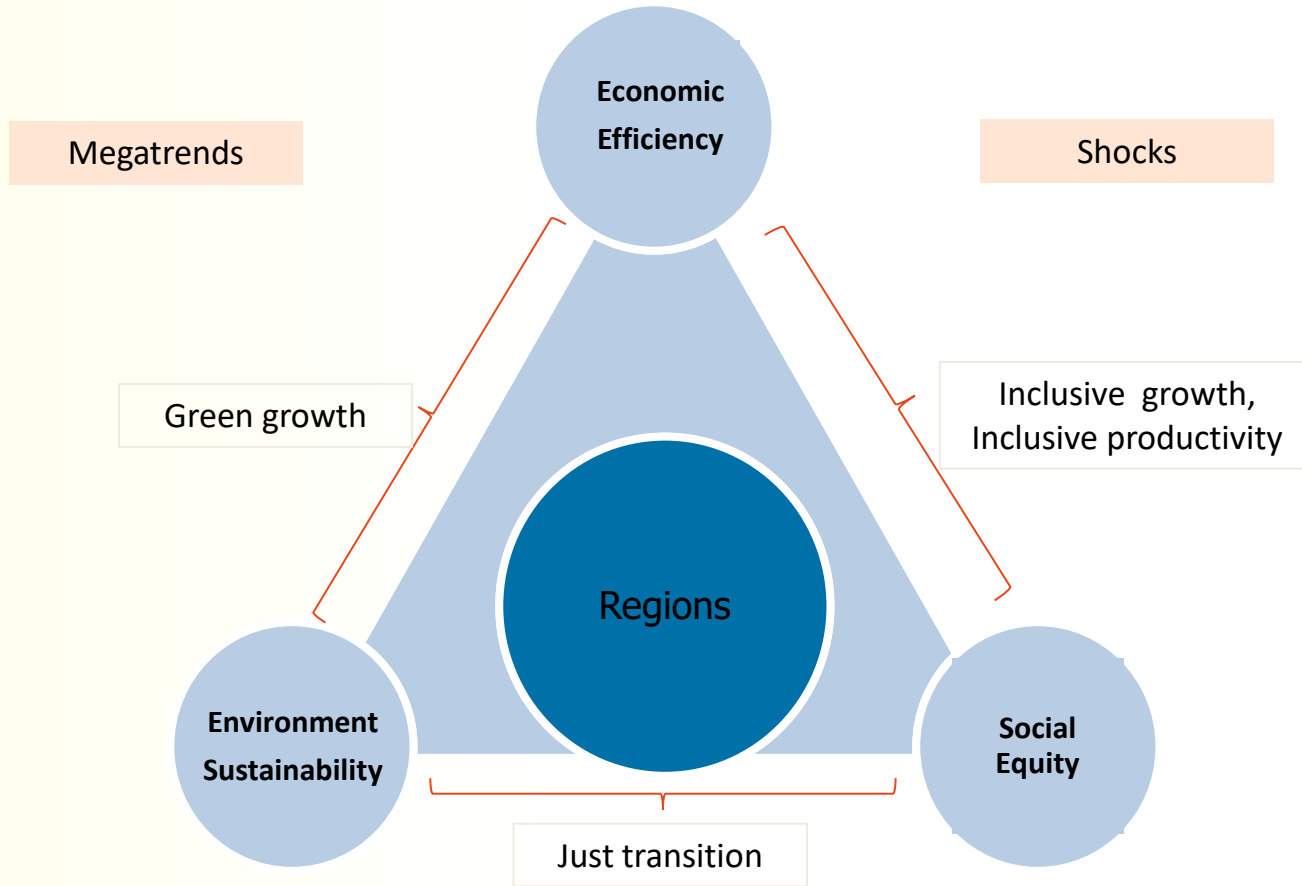 Economic
Efficiency
Megatrends
Shocks
Green growth
Inclusive growth,
Inclusive productivity
Regions
Environment
Sustainability
Social
Equity
Just transition